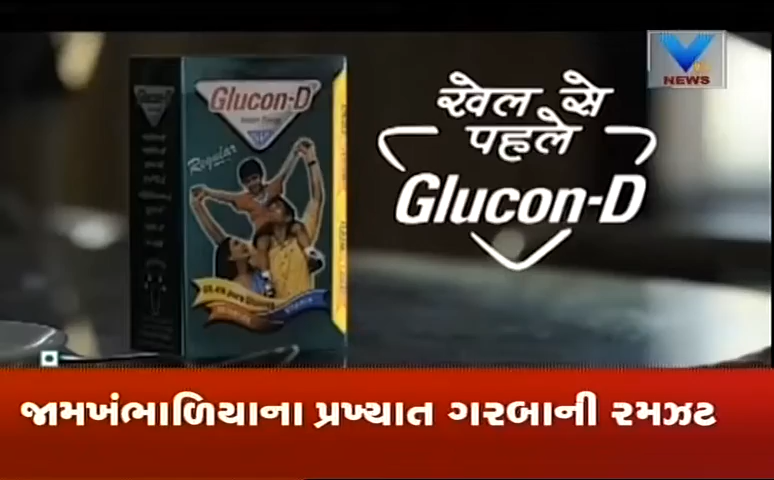 V
NEWS
Glucon-D
Regular
खेल से
पहले
Glucon-D
જામખંભાળિયાના પ્રખ્યાત ગરબાની રમઝટ